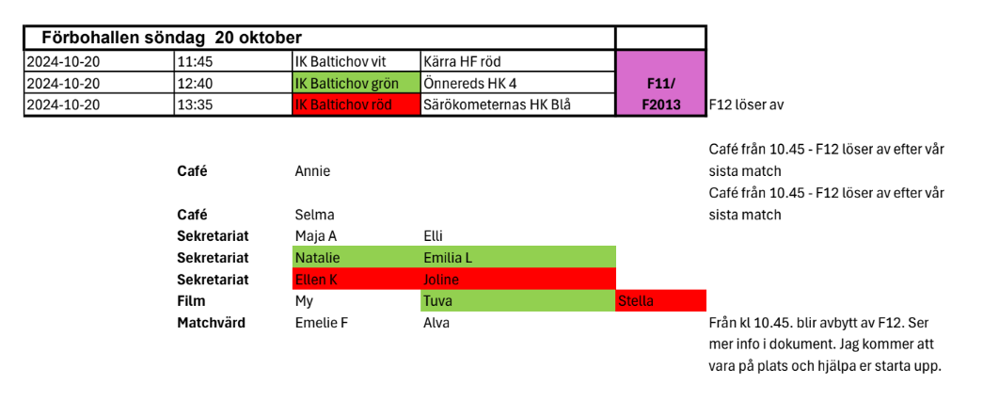 Förbohallen söndag 20 oktober
2024-10-20 11:45 IK Baltichov vit Kärra HF röd
2024-10-20 12:40 IK Baltichov grön Önnereds HK 4 F11/
2024-10-20 13:35 IK Baltichov röd Särökometernas HK Blå F2013 F12 löser av
Café från 10.45 - F12 löser av efter vår
Café Annie sista match
Café från 10.45 - F12 löser av efter vår
Café Selma sista match
Sekretariat Maja A Elli
Sekretariat Natalie Emilia L
Sekretariat Ellen K Joline
Film My Tuva Stella
Matchvärd Emelie F Alva Från kl 10.45. blir avbytt av F12. Ser
mer info i dokument. Jag kommer att
vara på plats och hjälpa er starta upp.